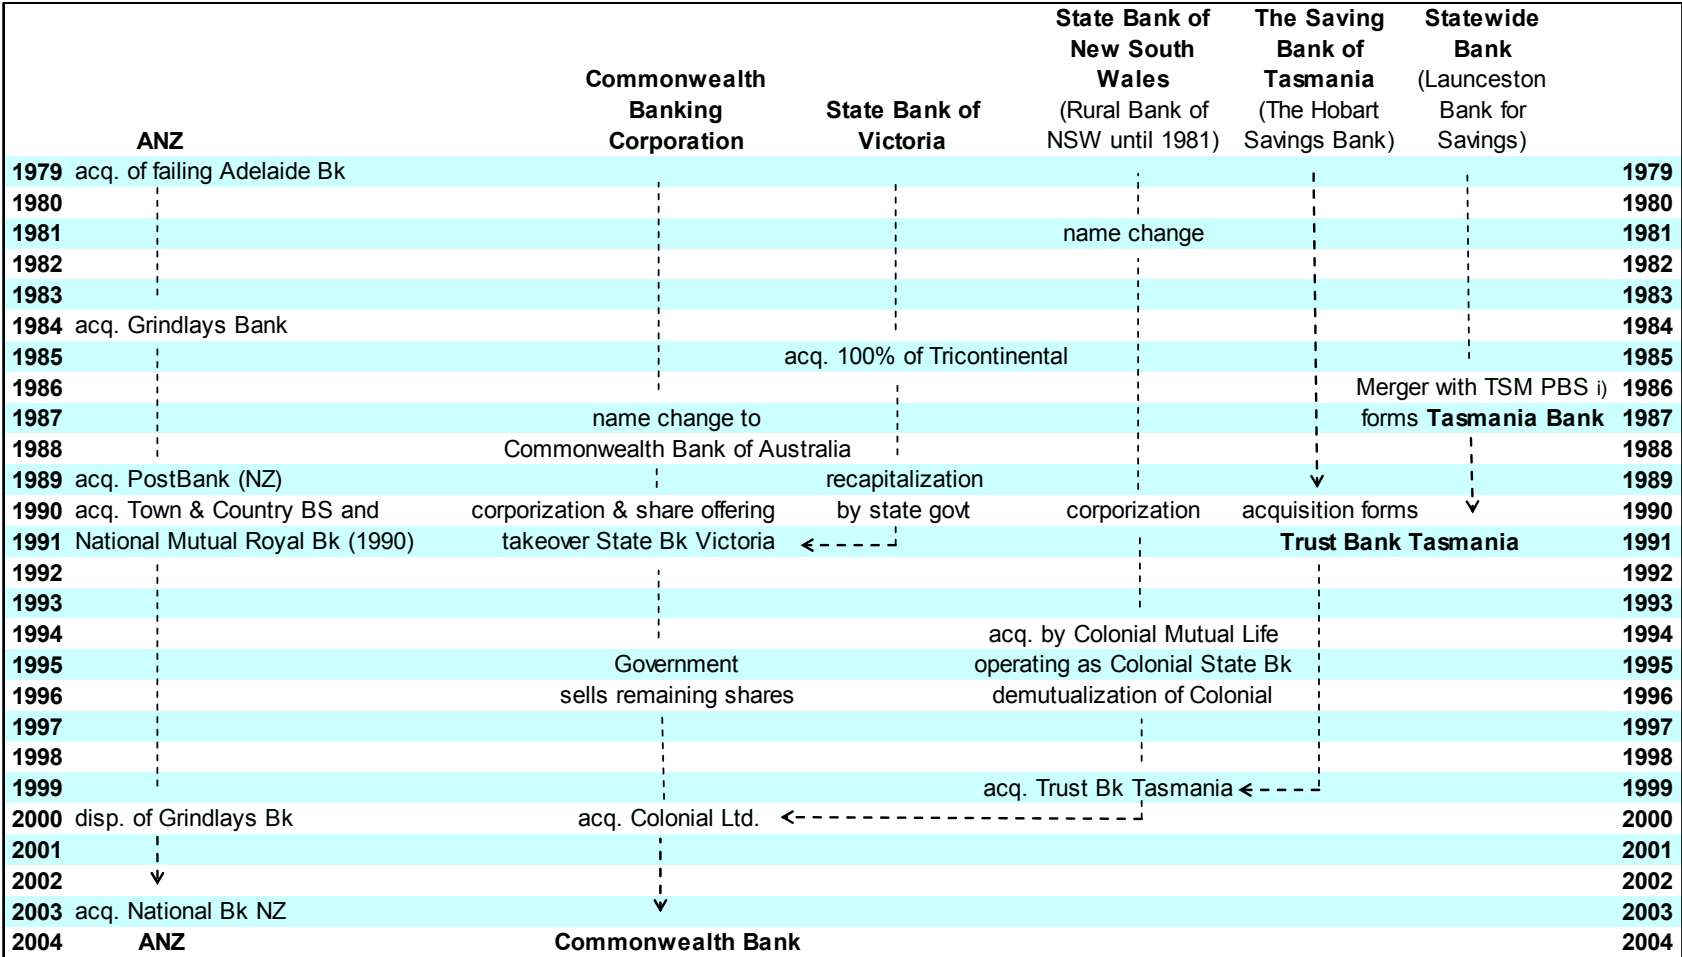 State Bank of The Saving Statewide
New South Bank of Bank
Commonwealth Wales Tasmania (Launceston
Banking State Bank of (Rural Bank of (The Hobart Bank for
ANZ Corporation Victoria NSW until 1981) Savings Bank) Savings)
1979 acq. of failing Adelaide Bk 1979
1980 1980
1981 name change 1981
1982 1982
1983 1983
1984 acq. Grindlays Bank 1984
1985 acq. 100% of Tricontinental 1985
1986 Merger with TSM PBS i) 1986
1987 name change to forms Tasmania Bank 1987
1988 Commonwealth Bank of Australia 1988
1989 acq. PostBank (NZ) recapitalization 1989
1990 acq. Town & Country BS and corporization & share offering by state govt corporization acquisition forms 1990
1991 National Mutual Royal Bk (1990) takeover State Bk Victoria Trust Bank Tasmania 1991
1992 1992
1993 1993
1994 acq. by Colonial Mutual Life 1994
1995 Government operating as Colonial State Bk 1995
1996 sells remaining shares demutualization of Colonial 1996
1997 1997
1998 1998
1999 acq. Trust Bk Tasmania 1999
2000 disp. of Grindlays Bk acq. Colonial Ltd. 2000
2001 2001
2002 2002
2003 acq. National Bk NZ 2003
2004 ANZ Commonwealth Bank 2004